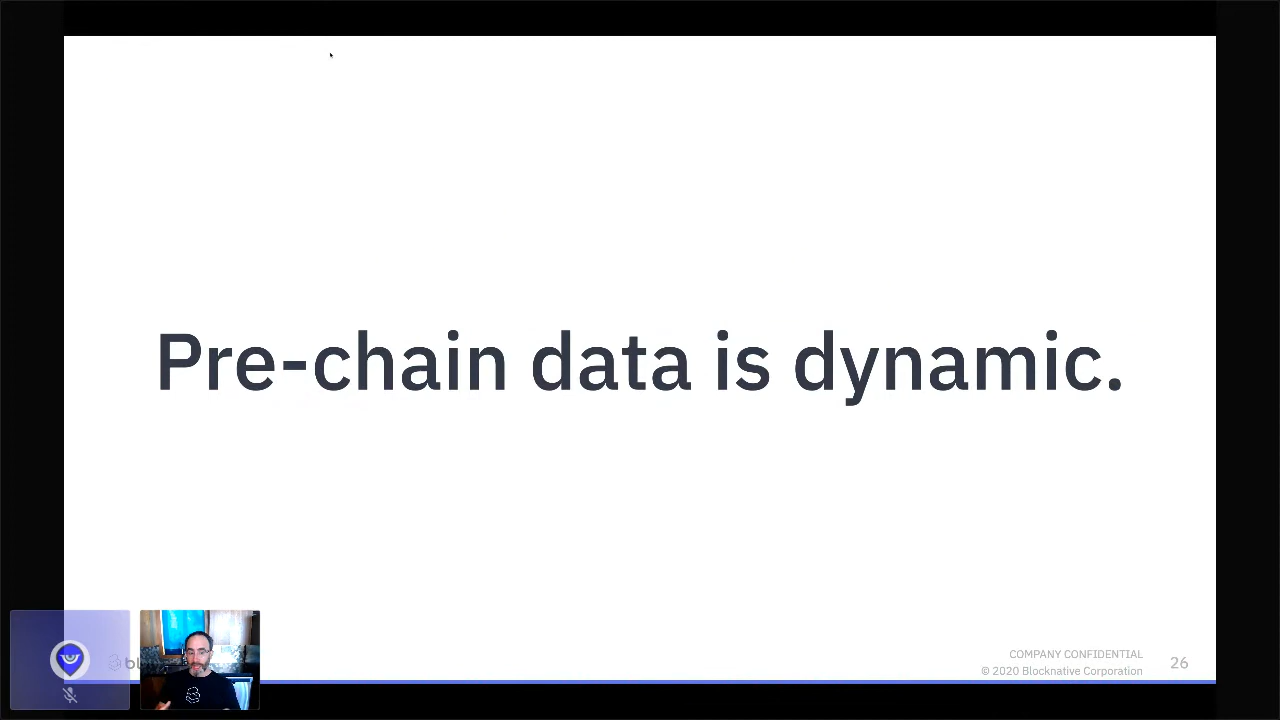 Pre-chain data is dynamic.
COMPANY CONFIDENTIAL
© 2020 Blocknative Corporation
26